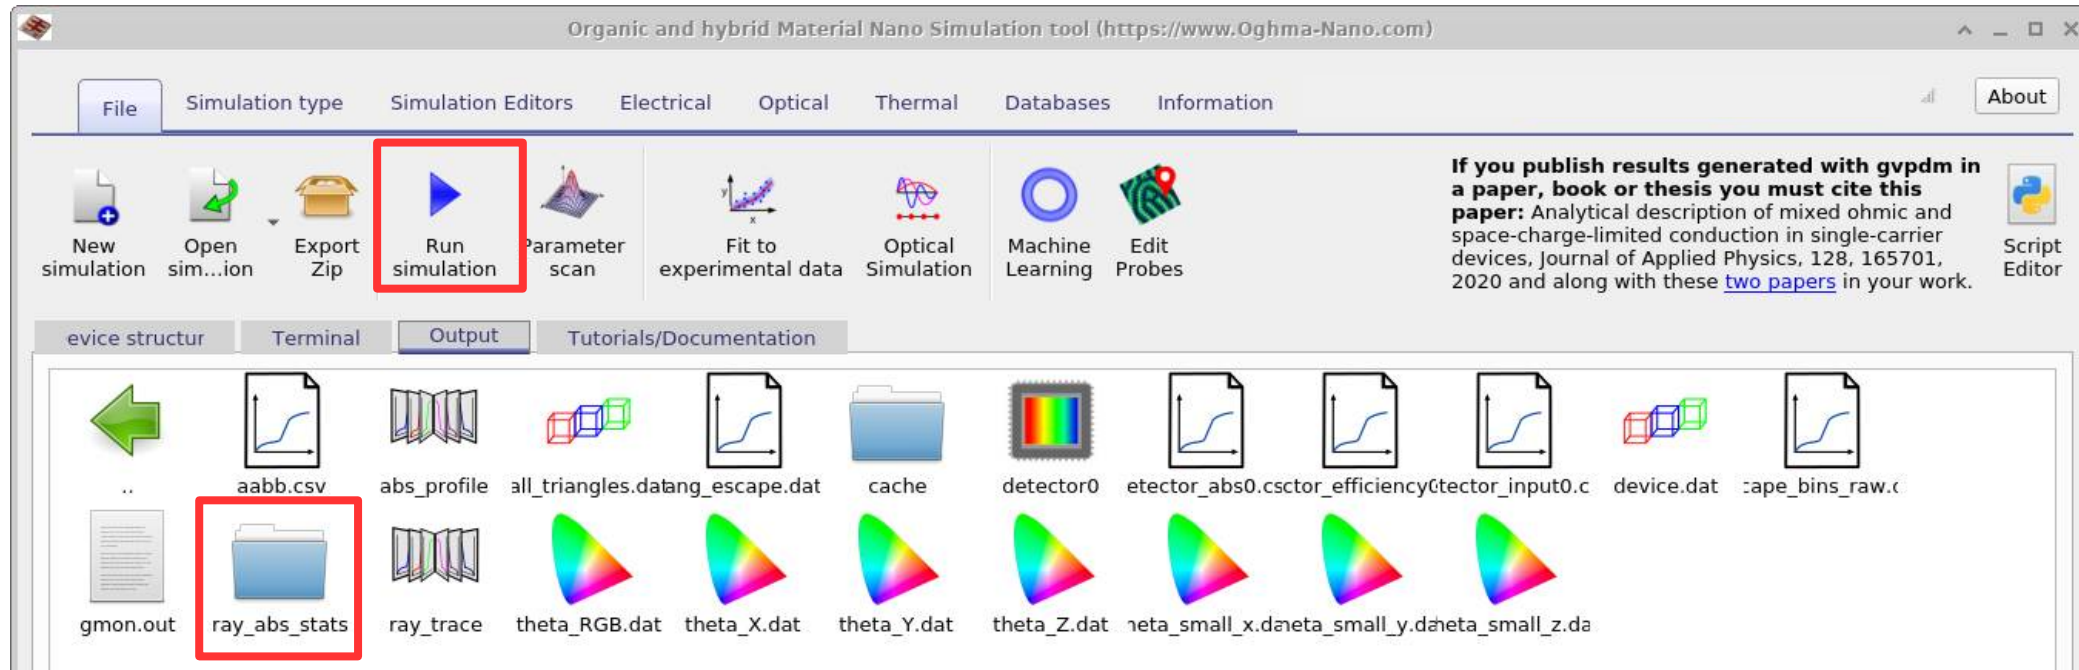 Organic and hybrid Material Nano Simulation tool (https://www.Oghma-Nano.com)
File Simulation type Simulation Editors Electrical Optical Thermal Databases Information About
New simulation
Open sim...ion
Export Zip
Run simulation
Parameter scan
y x
Fit to experimental data
Optical Simulation
Machine Learning
Edit Probes
If you publish results generated with gvpdm in
a paper, book or thesis you must cite this
paper: Analytical description of mixed ohmic and
space-charge-limited conduction in single-carrier
devices, Journal of Applied Physics, 128, 165701,
2020 and along with these two papers in your work.
Script Editor
evice structur Terminal Output Tutorials/Documentation
.. aabb.csv abs_profile all_triangles.dat ang_escape.dat cache detector0 etector_abs0.cs ctor_efficiency0 tector_input0.c device.dat cape_bins_raw.c
gmon.out ray_abs_stats ray_trace theta_RGB.dat theta_X.dat theta_Y.dat theta_Z.dat heta_small_x.da heta_small_y.da heta_small_z.da